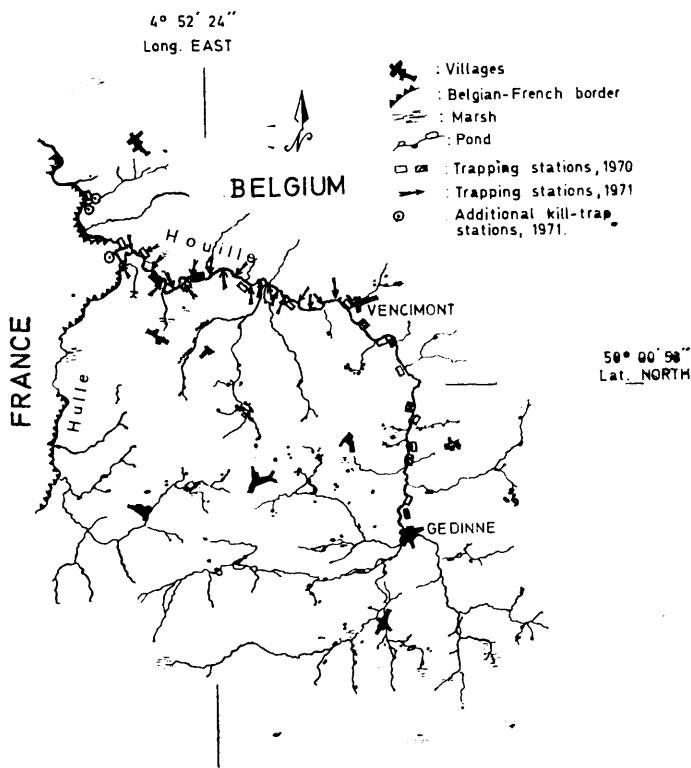 4° 52′ 24″
Long. EAST
: Villages
: Belgian-French border
: Marsh
: Pond
: Trapping stations, 1970
: Trapping stations, 1971
: Additional kill-trap
stations, 1971.
N
BELGIUM
Houille
VENCIMONT
Lat. NORTH
FRANCE
Hulle
GEDINNE